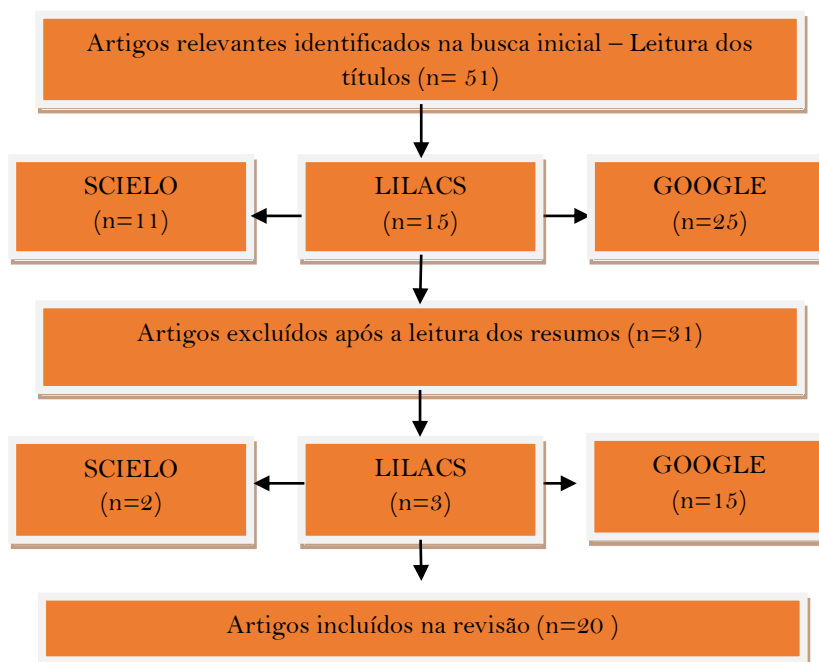 Artigos relevantes identificados na busca inicial – Leitura dos
títulos (n= 51)
SCIELO
(n=11)
LILACS
(n=15)
GOOGLE
(n=25)
Artigos excluídos após a leitura dos resumos (n=31)
SCIELO
(n=2)
LILACS
(n=3)
GOOGLE
(n=15)
Artigos incluídos na revisão (n=20 )